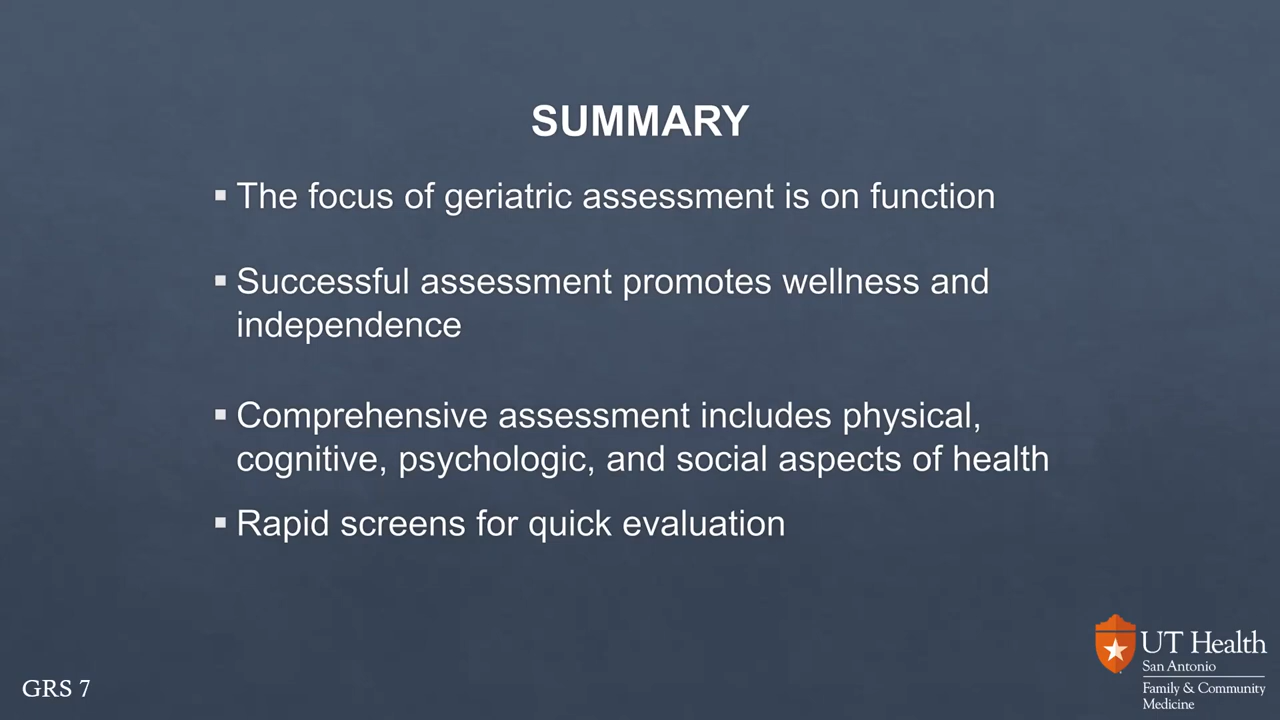 SUMMARY
▪ The focus of geriatric assessment is on function
▪ Successful assessment promotes wellness and
independence
▪ Comprehensive assessment includes physical,
cognitive, psychologic, and social aspects of health
▪ Rapid screens for quick evaluation
UT Health
San Antonio
Family & Community
Medicine
GRS 7